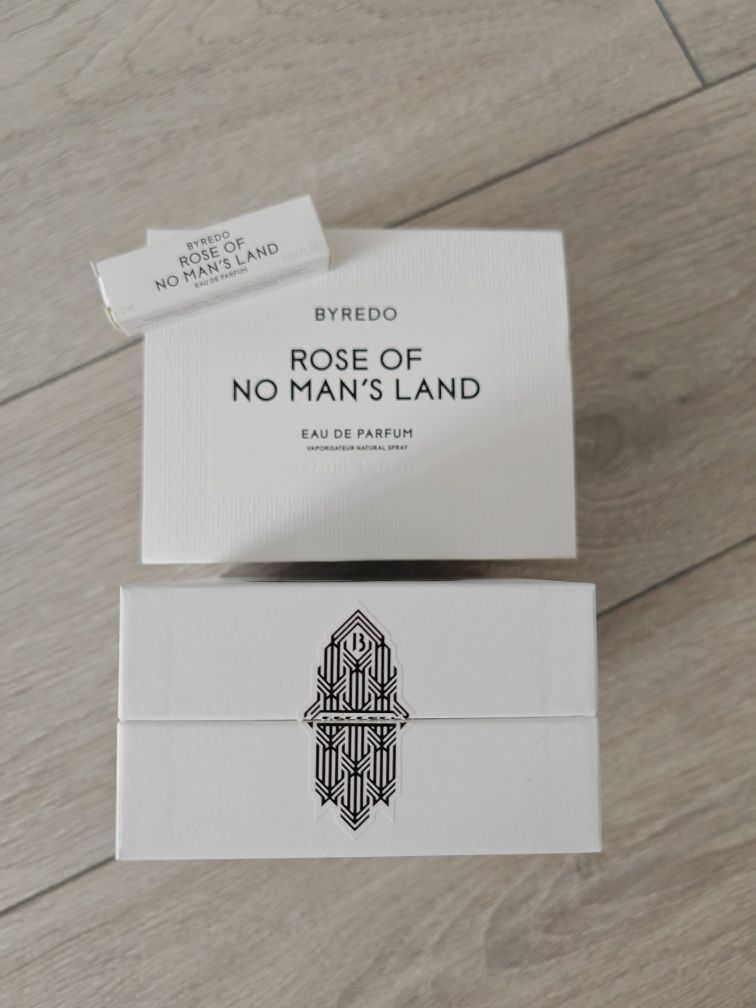 BYREDO
ROSE OF
NO MAN'S LAND
EAU DE PARFUM
BYREDO
ROSE OF
NO MAN'S LAND
EAU DE PARFUM
VAPORISATEUR NATURAL SPRAY
B